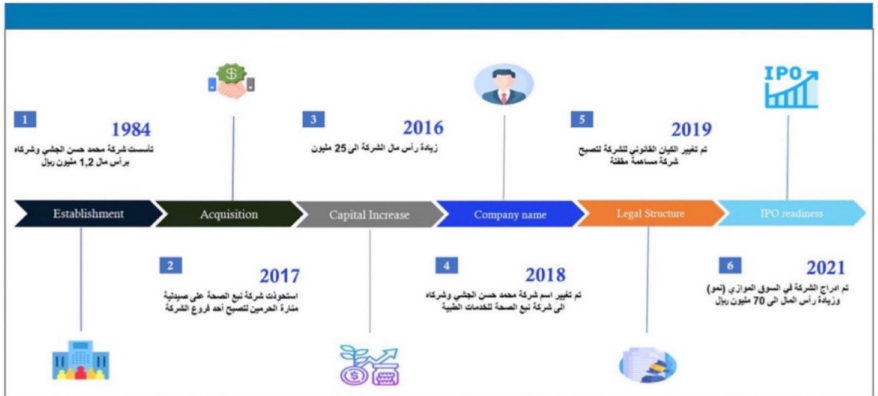 IPO
1
1984
تأسست شركة محمد حسن الجشي وشركاه
برأس مال 1,2 مليون ريال
3
2016
زيادة رأس مال الشركة الى 25 مليون
5
2019
تم تغيير الكيان القانوني للشركة لتصبح
شركة مساهمة مقفلة
Establishment
Acquisition
Capital Increase
Company name
Legal Structure
IPO readiness
2
2017
استحوذت شركة نبع الصحة على صيدلية
منارة الحرمين لتصبح أحد فروع الشركة
4
2018
تم تغيير اسم شركة محمد حسن الجشي وشركاه
الى شركة نبع الصحة للخدمات الطبية
6
2021
تم ادراج الشركة في السوق الموازي (نمو)
وزيادة رأس المال الى 70 مليون ريال